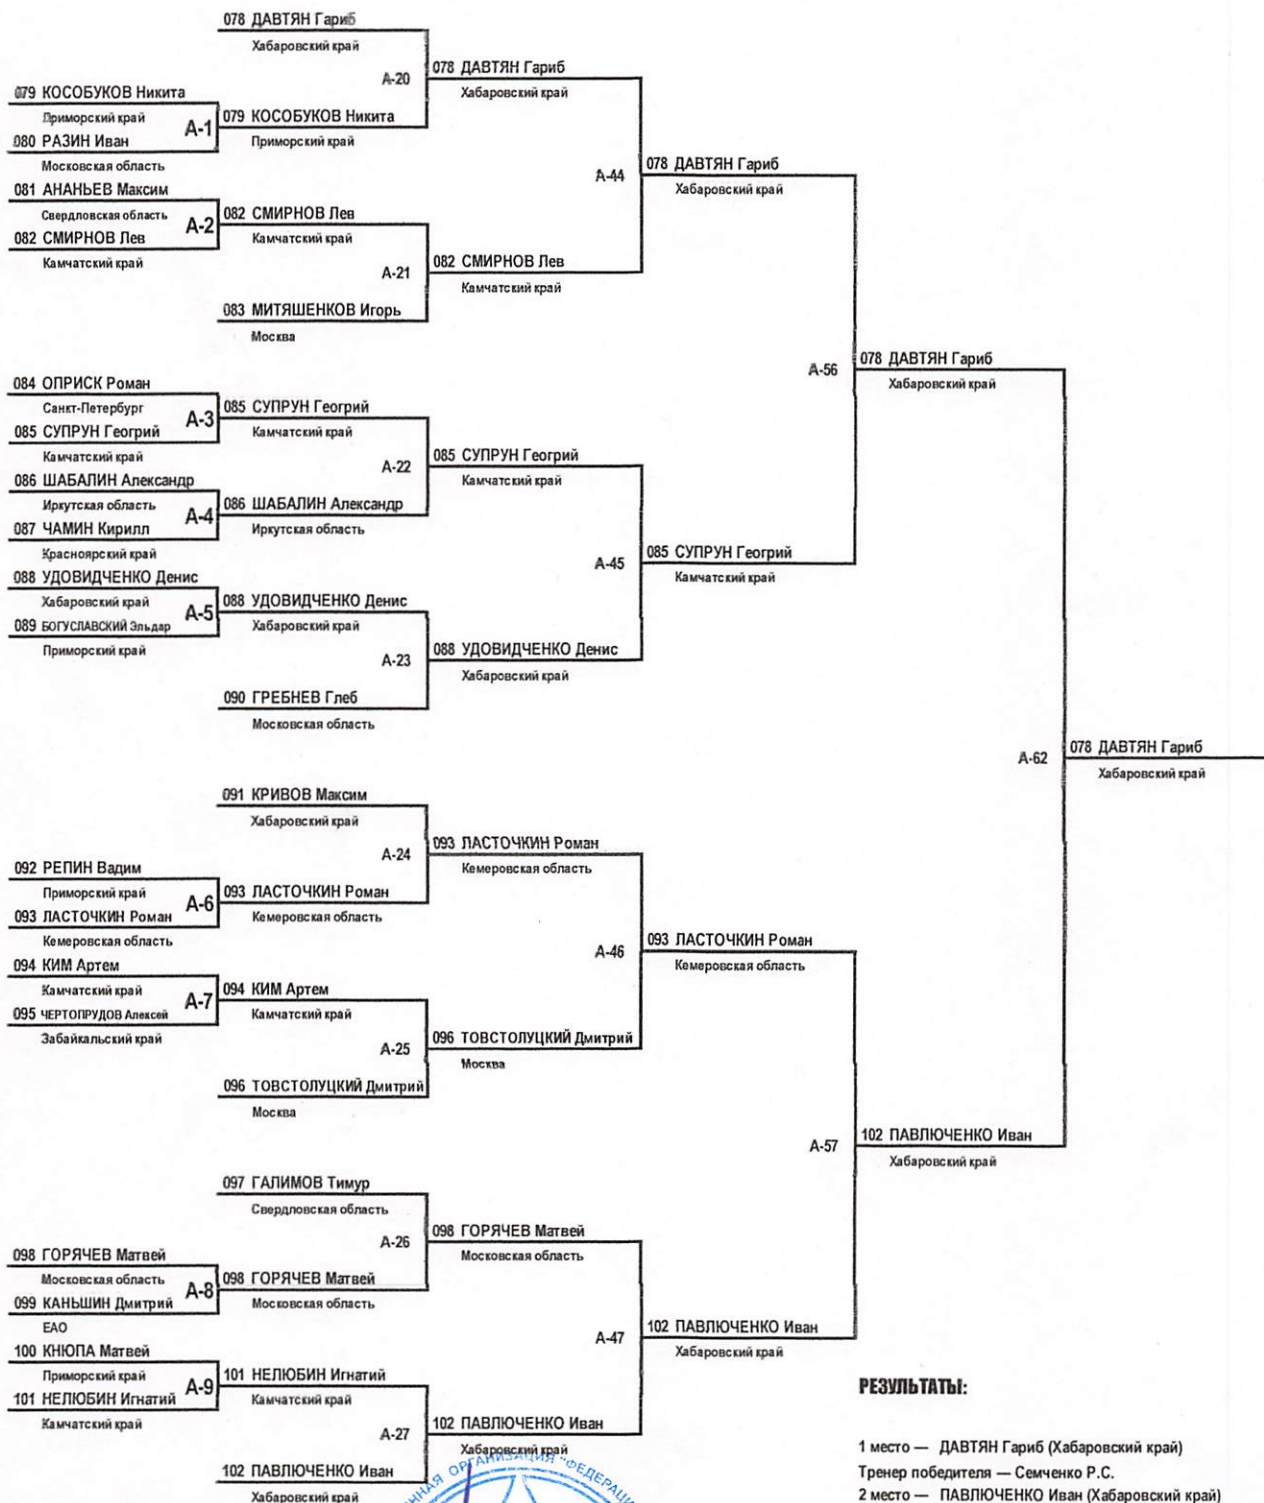 078 ДАВТЯН Гариб
Хабаровский край
А-20
078 ДАВТЯН Гариб
Хабаровский край
079 КОСОБУКОВ Никита
Приморский край
А-1
079 КОСОБУКОВ Никита
Приморский край
080 РАЗИН Иван
Московская область
А-44
078 ДАВТЯН Гариб
Хабаровский край
081 АНАНЬЕВ Максим
Свердловская область
А-2
082 СМИРНОВ Лев
Камчатский край
082 СМИРНОВ Лев
Камчатский край
А-21
082 СМИРНОВ Лев
Камчатский край
083 МИТЯШЕНКОВ Игорь
Москва
А-56
078 ДАВТЯН Гариб
Хабаровский край
084 ОПРИСК Роман
Санкт-Петербург
А-3
085 СУПРУН Геогрий
Камчатский край
085 СУПРУН Геогрий
Камчатский край
А-22
085 СУПРУН Геогрий
Камчатский край
086 ШАБАЛИН Александр
Иркутская область
А-4
086 ШАБАЛИН Александр
Иркутская область
087 ЧАМИН Кирилл
Красноярский край
А-45
085 СУПРУН Геогрий
Камчатский край
088 УДОВИДЧЕНКО Денис
Хабаровский край
А-5
088 УДОВИДЧЕНКО Денис
Хабаровский край
089 БОГУСЛАВСКИЙ Эльдар
Приморский край
А-23
088 УДОВИДЧЕНКО Денис
Хабаровский край
090 ГРЕБНЕВ Глеб
Московская область
А-62
078 ДАВТЯН Гариб
Хабаровский край
091 КРИВОВ Максим
Хабаровский край
А-24
093 ЛАСТОЧКИН Роман
Кемеровская область
092 РЕПИН Вадим
Приморский край
А-6
093 ЛАСТОЧКИН Роман
Кемеровская область
093 ЛАСТОЧКИН Роман
Кемеровская область
А-46
093 ЛАСТОЧКИН Роман
Кемеровская область
094 КИМ Артем
Камчатский край
А-7
094 КИМ Артем
Камчатский край
095 ЧЕРТОПРУДОВ Алексей
Забайкальский край
А-25
096 ТОВСТОЛУЦКИЙ Дмитрий
Москва
096 ТОВСТОЛУЦКИЙ Дмитрий
Москва
А-57
102 ПАВЛЮЧЕНКО Иван
Хабаровский край
097 ГАЛИМОВ Тимур
Свердловская область
А-26
098 ГОРЯЧЕВ Матвей
Московская область
098 ГОРЯЧЕВ Матвей
Московская область
А-8
098 ГОРЯЧЕВ Матвей
Московская область
099 КАНЬШИН Дмитрий
ЕАО
А-47
102 ПАВЛЮЧЕНКО Иван
Хабаровский край
100 КНЮПА Матвей
Приморский край
А-9
101 НЕЛЮБИН Игнатий
Камчатский край
101 НЕЛЮБИН Игнатий
Камчатский край
А-27
102 ПАВЛЮЧЕНКО Иван
Хабаровский край
102 ПАВЛЮЧЕНКО Иван
Хабаровский край
РЕЗУЛЬТАТЫ:
1 место — ДАВТЯН Гариб (Хабаровский край)
Тренер победителя — Семченко Р.С.
2 место — ПАВЛЮЧЕНКО Иван (Хабаровский край)
ОРГАНИЗАЦИЯ